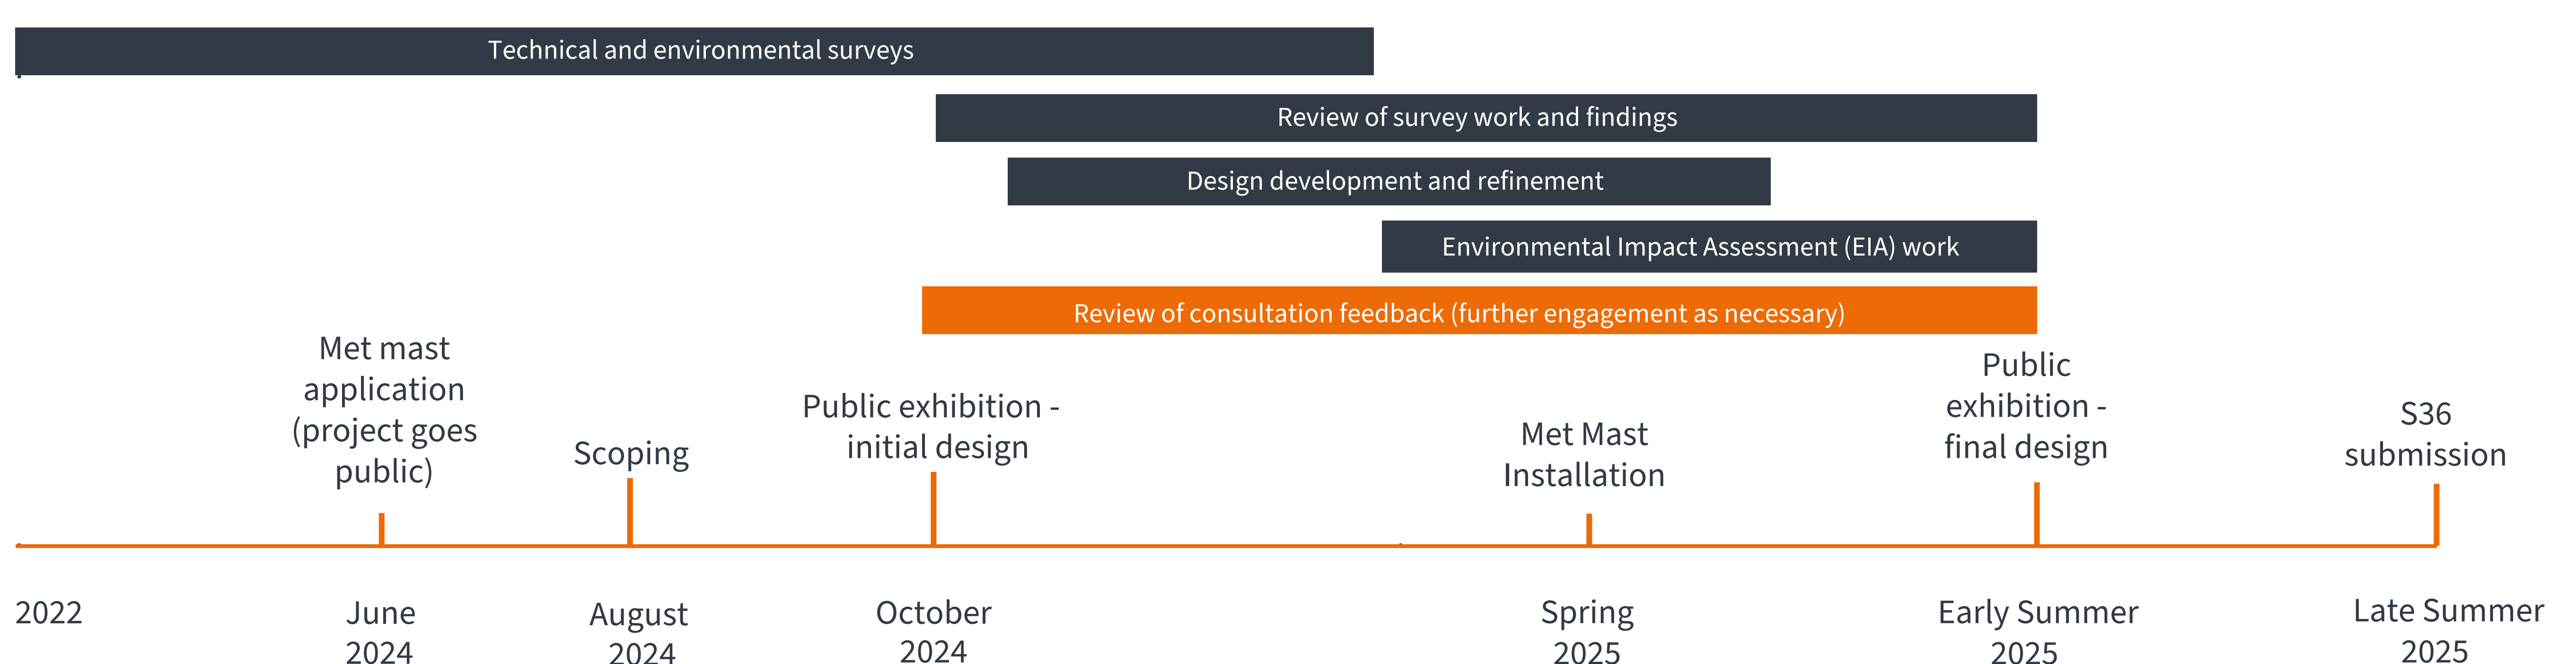 Technical and environmental surveys
Review of survey work and findings
Design development and refinement
Environmental Impact Assessment (EIA) work
Review of consultation feedback (further engagement as necessary)
Met mast
application
(project goes
public)
Scoping
Public exhibition -
initial design
Met Mast
Installation
Public
exhibition -
final design
S36
submission
2022
June
2024
August
2024
October
2024
Spring
2025
Early Summer
2025
Late Summer
2025